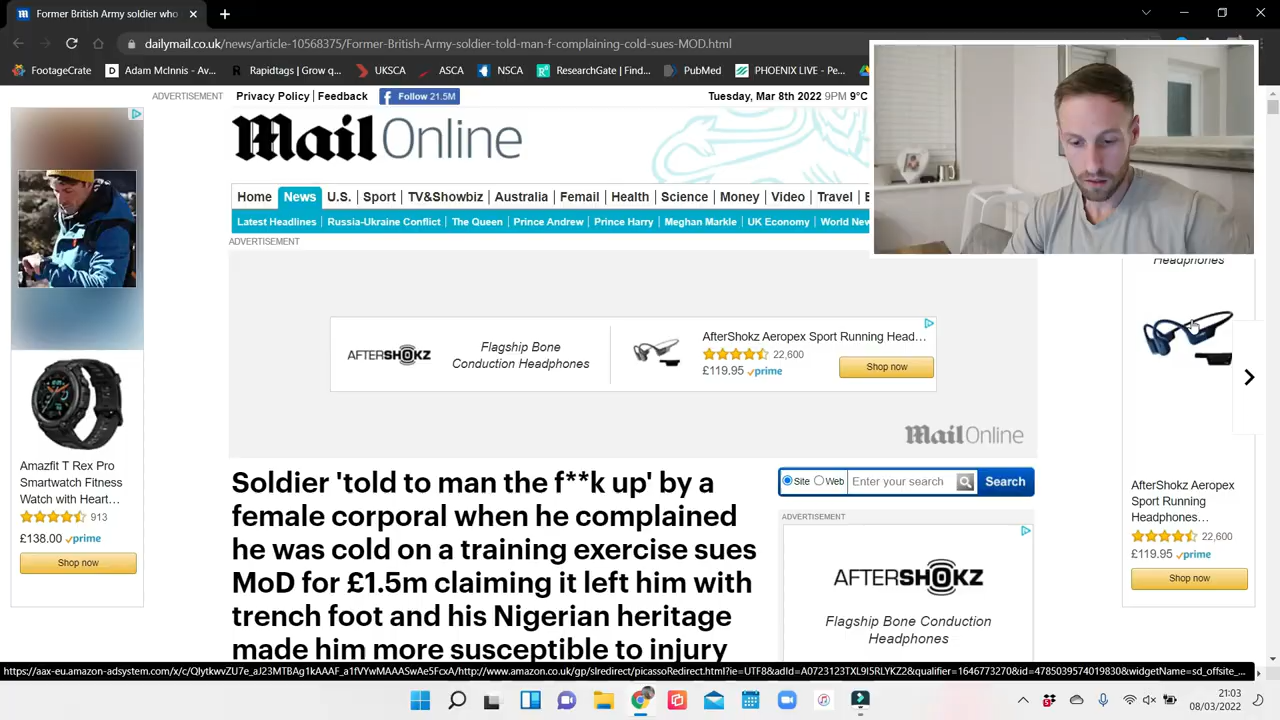 Former British Army soldier who
dailymail.co.uk/news/article-10568375/Former-British-Army-soldier-told-man-f-complaining-cold-sues-MOD.html
FootageCrate
Adam McInnis - Av...
Rapidtags | Grow q...
UKSCA
ASCA
NSCA
ResearchGate | Find...
PubMed
PHOENIX LIVE - Pe...
ADVERTISEMENT
Privacy Policy | Feedback
Follow 21.5M
Tuesday, Mar 8th 2022 9PM 9°C
Mail Online
Home News U.S. Sport TV&Showbiz Australia Femail Health Science Money Video Travel
Latest Headlines Russia-Ukraine Conflict The Queen Prince Andrew Prince Harry Meghan Markle UK Economy World New
ADVERTISEMENT
AFTERSHOKZ
Flagship Bone
Conduction Headphones
AfterShokz Aeropex Sport Running Head...
22,600
£119.95 prime
Shop now
Mail Online
Headphones
Amazfit T Rex Pro
Smartwatch Fitness
Watch with Heart...
913
£138.00 prime
Shop now
Soldier 'told to man the f**k up' by a
female corporal when he complained
he was cold on a training exercise sues
MoD for £1.5m claiming it left him with
trench foot and his Nigerian heritage
made him more susceptible to injury
Site Web Enter your search Search
ADVERTISEMENT
AFTERSHOKZ
Flagship Bone Conduction
Headphones
AfterShokz Aeropex
Sport Running
Headphones...
22,600
£119.95 prime
Shop now
21:03
08/03/2022